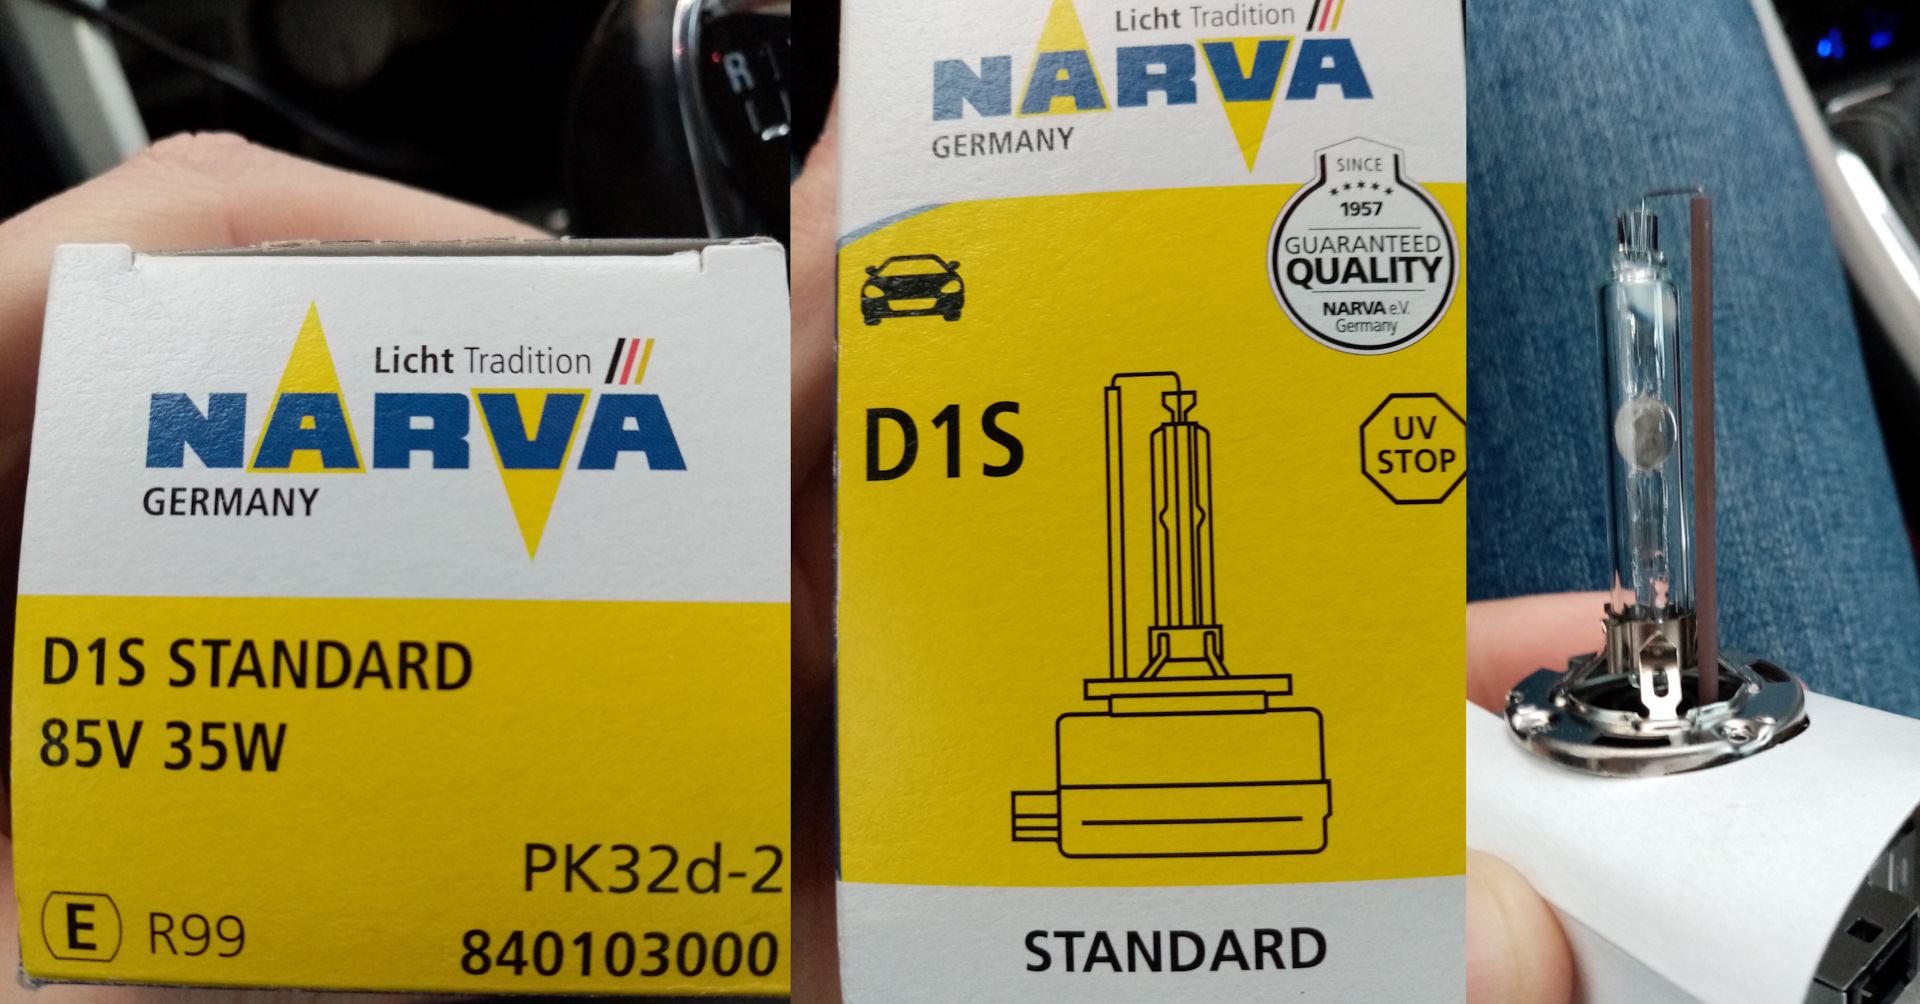 R
Licht Tradition
NARVA
GERMANY
D1S STANDARD
85V 35W
PK32d-2
E R99
840103000
Licht Tradition
NARVA
GERMANY
SINCE
1957
GUARANTEED
QUALITY
NARVA e.V.
Germany
D1S
UV
STOP
STANDARD